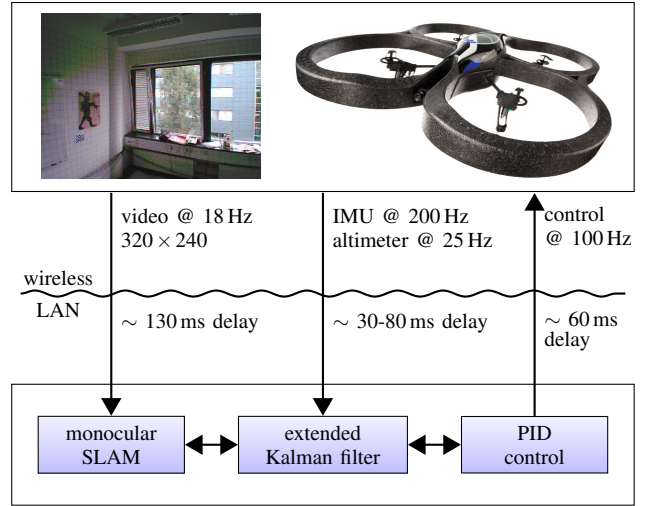 video @ 18 Hz
320 × 240
IMU @ 200 Hz
altimeter @ 25 Hz
control
@ 100 Hz
wireless
LAN
∼ 130 ms delay
∼ 30-80 ms delay
∼ 60 ms
delay
monocular
SLAM
extended
Kalman filter
PID
control